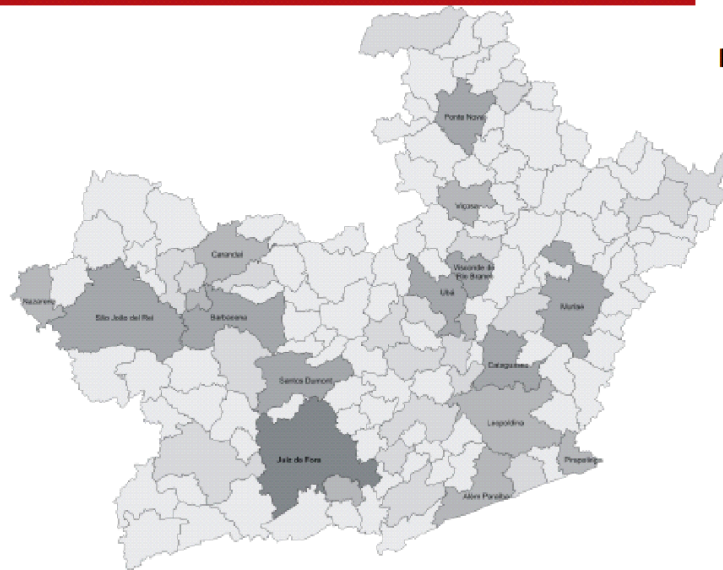 Ponte Nova
Viçosa
Carandaí
Visconde do
Rio Branco
Ubá
Nazareno
São João del Rei
Barbacena
Muriaé
Cataguases
Santos Dumont
Leopoldina
Juiz de Fora
Pirapetinga
Além Paraíba